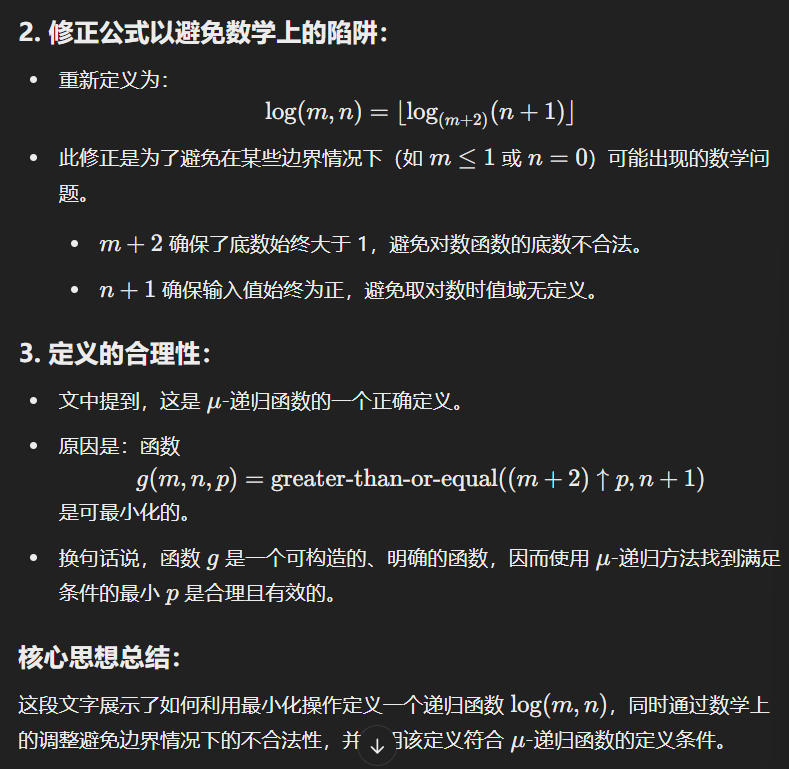 2. 修正公式以避免数学上的陷阱：
• 重新定义为：
log(m, n) = ⌊log₍ₘ₊₂₎(n + 1)⌋
• 此修正是为了避免在某些边界情况下（如 m ≤ 1 或 n = 0）可能出现的数学问
题。
• m + 2 确保了底数始终大于 1，避免对数函数的底数不合法。
• n + 1 确保输入值始终为正，避免取对数时值域无定义。
3. 定义的合理性：
• 文中提到，这是 μ-递归函数的一个正确定义。
• 原因是：函数
g(m, n, p) = greater-than-or-equal((m + 2) ↑ p, n + 1)
是可最小化的。
• 换句话说，函数 g 是一个可构造的、明确的函数，因而使用 μ-递归方法找到满足
条件的最小 p 是合理且有效的。
核心思想总结：
这段文字展示了如何利用最小化操作定义一个递归函数 log(m, n)，同时通过数学上
的调整避免边界情况下的不合法性，并 该定义符合 μ-递归函数的定义条件。